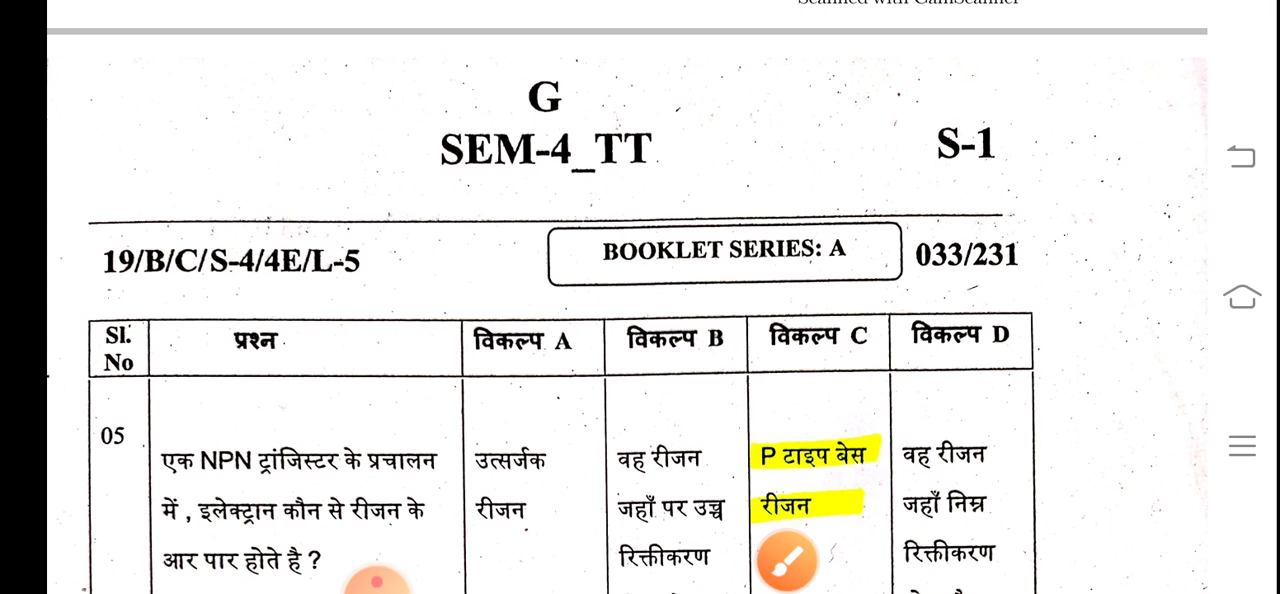 G
SEM-4_TT
S-1
19/B/C/S-4/4E/L-5
BOOKLET SERIES: A
033/231
Sl. No
प्रश्न
विकल्प A
विकल्प B
विकल्प C
विकल्प D
05
एक NPN ट्रांजिस्टर के प्रचालन
में , इलेक्ट्रान कौन से रीजन के
आर पार होते है ?
उत्सर्जक
रीजन
वह रीजन
जहाँ पर उच्च
रिक्तीकरण
P टाइप बेस
रीजन
वह रीजन
जहाँ निम्न
रिक्तीकरण